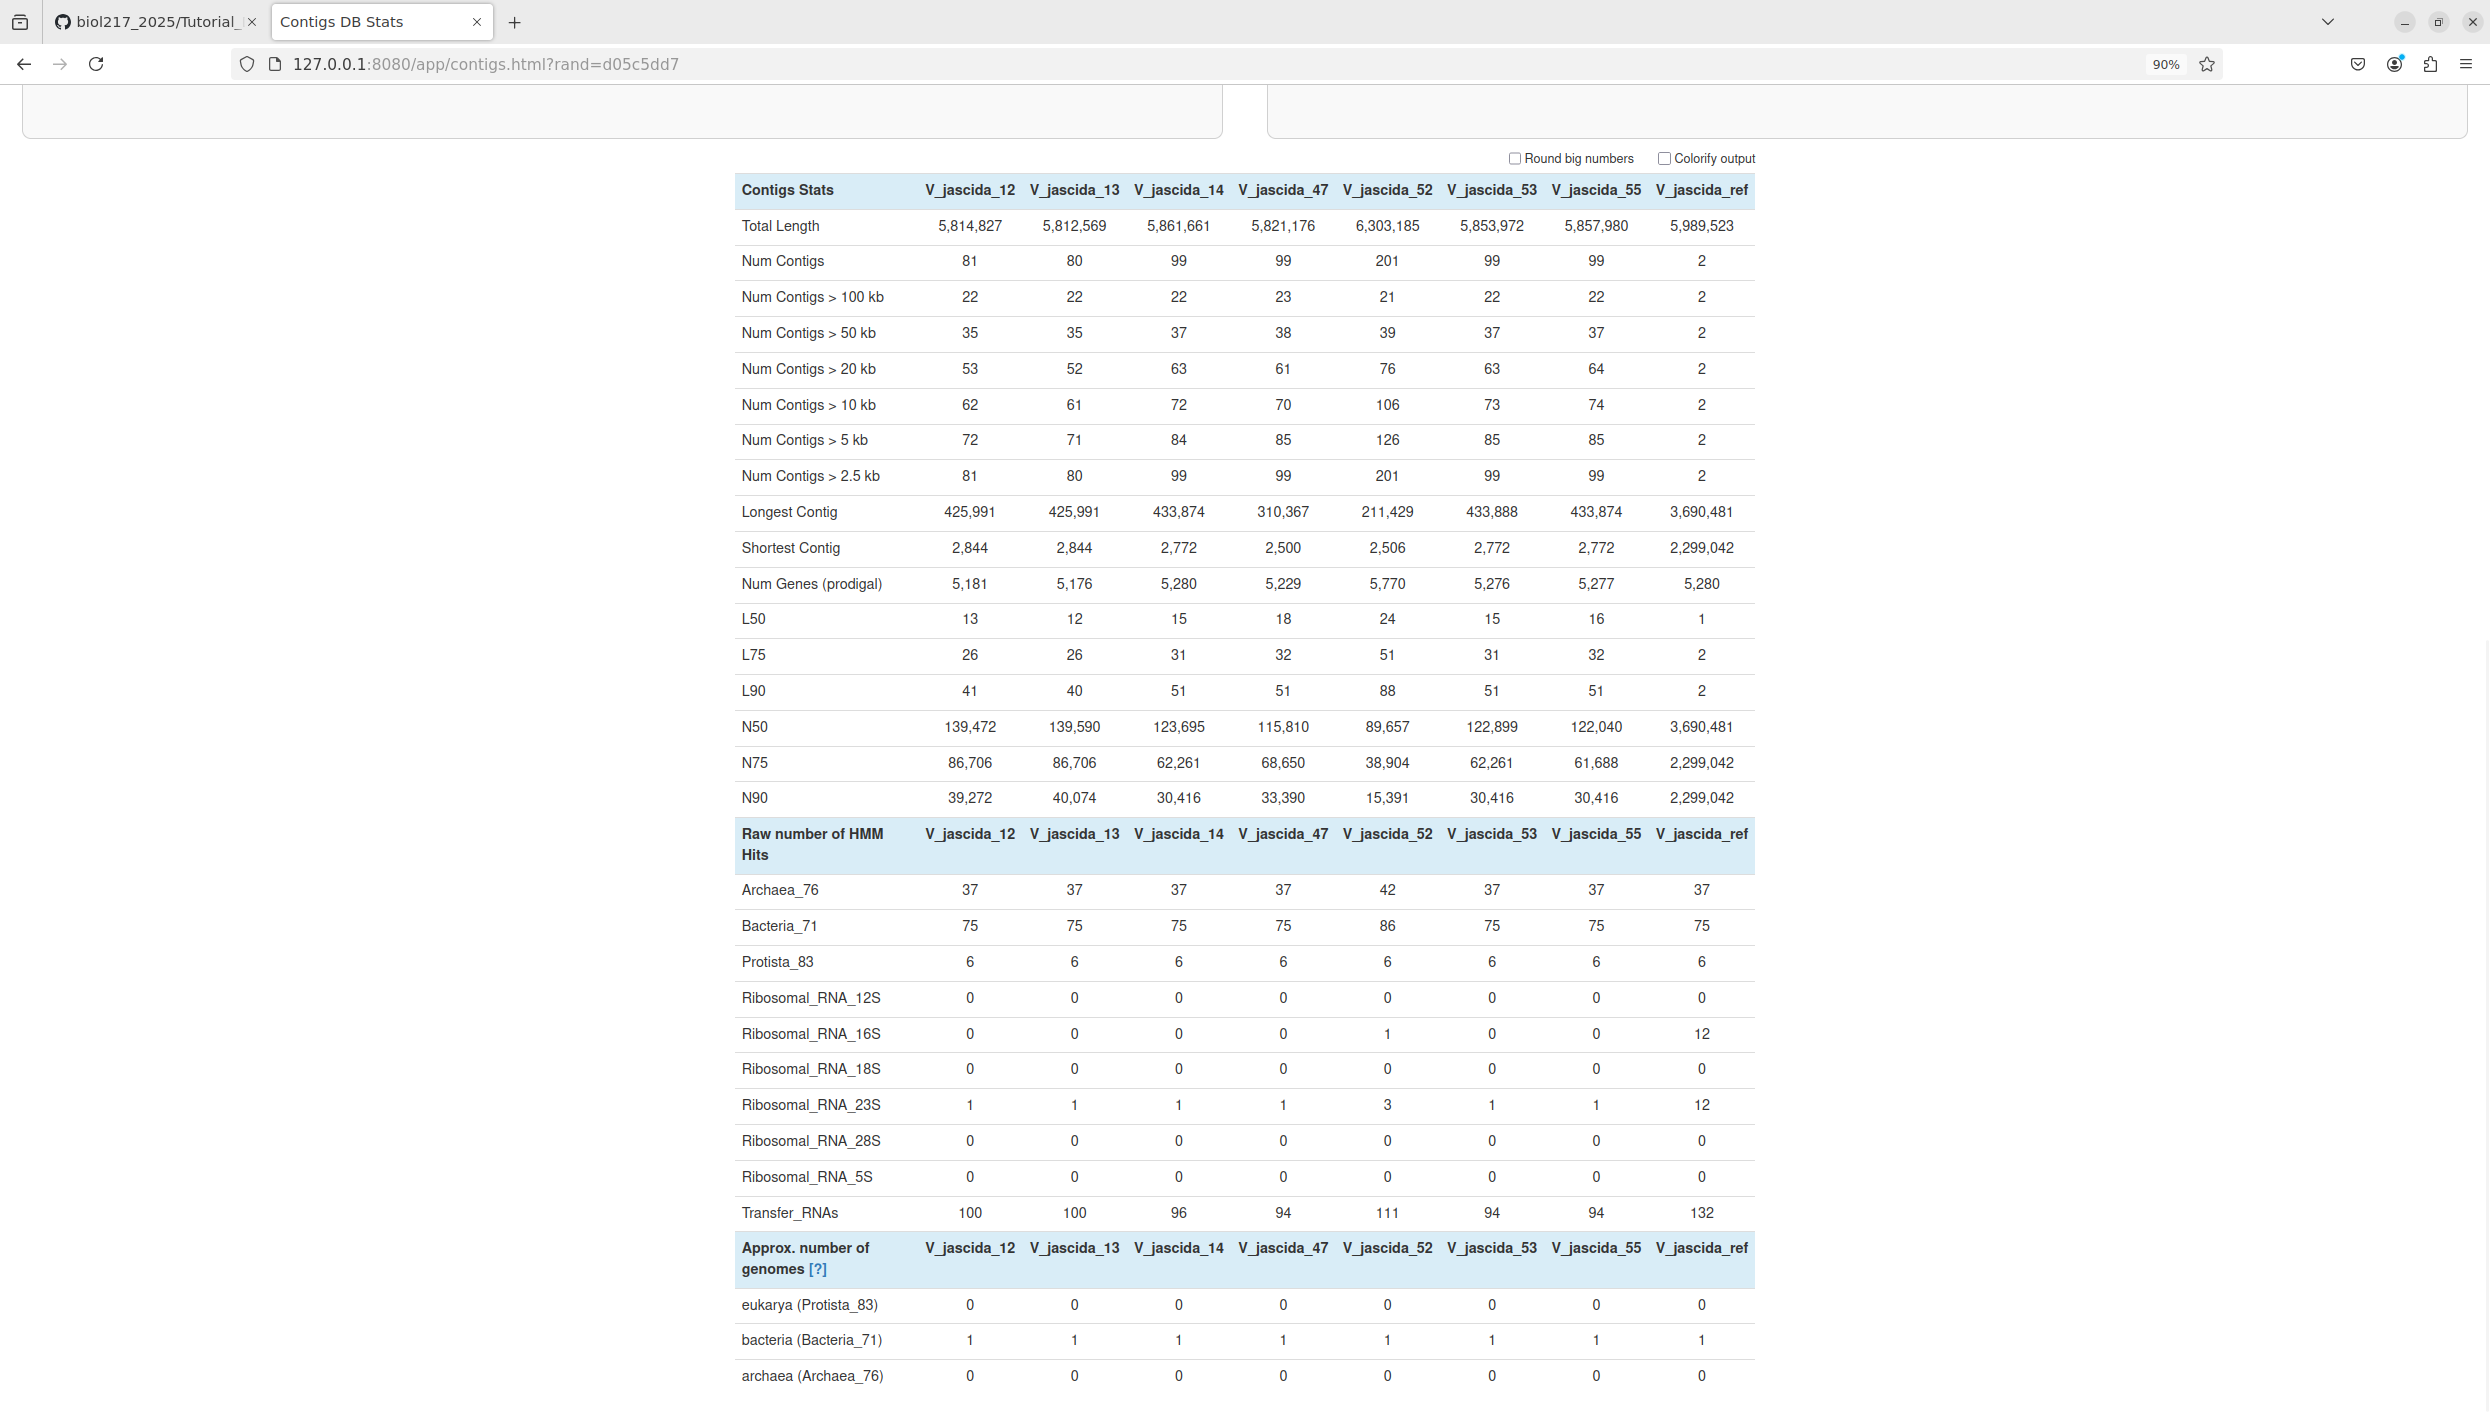 biol217_2025/Tutorial_
Contigs DB Stats
127.0.0.1:8080/app/contigs.html?rand=d05c5dd7
90%
Round big numbers Colorify output
Contigs Stats V_jascida_12 V_jascida_13 V_jascida_14 V_jascida_47 V_jascida_52 V_jascida_53 V_jascida_55 V_jascida_ref
Total Length 5,814,827 5,812,569 5,861,661 5,821,176 6,303,185 5,853,972 5,857,980 5,989,523
Num Contigs 81 80 99 99 201 99 99 2
Num Contigs > 100 kb 22 22 22 23 21 22 22 2
Num Contigs > 50 kb 35 35 37 38 39 37 37 2
Num Contigs > 20 kb 53 52 63 61 76 63 64 2
Num Contigs > 10 kb 62 61 72 70 106 73 74 2
Num Contigs > 5 kb 72 71 84 85 126 85 85 2
Num Contigs > 2.5 kb 81 80 99 99 201 99 99 2
Longest Contig 425,991 425,991 433,874 310,367 211,429 433,888 433,874 3,690,481
Shortest Contig 2,844 2,844 2,772 2,500 2,506 2,772 2,772 2,299,042
Num Genes (prodigal) 5,181 5,176 5,280 5,229 5,770 5,276 5,277 5,280
L50 13 12 15 18 24 15 16 1
L75 26 26 31 32 51 31 32 2
L90 41 40 51 51 88 51 51 2
N50 139,472 139,590 123,695 115,810 89,657 122,899 122,040 3,690,481
N75 86,706 86,706 62,261 68,650 38,904 62,261 61,688 2,299,042
N90 39,272 40,074 30,416 33,390 15,391 30,416 30,416 2,299,042
Raw number of HMM V_jascida_12 V_jascida_13 V_jascida_14 V_jascida_47 V_jascida_52 V_jascida_53 V_jascida_55 V_jascida_ref
Hits
Archaea_76 37 37 37 37 42 37 37 37
Bacteria_71 75 75 75 75 86 75 75 75
Protista_83 6 6 6 6 6 6 6 6
Ribosomal_RNA_12S 0 0 0 0 0 0 0 0
Ribosomal_RNA_16S 0 0 0 0 1 0 0 12
Ribosomal_RNA_18S 0 0 0 0 0 0 0 0
Ribosomal_RNA_23S 1 1 1 1 3 1 1 12
Ribosomal_RNA_28S 0 0 0 0 0 0 0 0
Ribosomal_RNA_5S 0 0 0 0 0 0 0 0
Transfer_RNAs 100 100 96 94 111 94 94 132
Approx. number of V_jascida_12 V_jascida_13 V_jascida_14 V_jascida_47 V_jascida_52 V_jascida_53 V_jascida_55 V_jascida_ref
genomes [?]
eukarya (Protista_83) 0 0 0 0 0 0 0 0
bacteria (Bacteria_71) 1 1 1 1 1 1 1 1
archaea (Archaea_76) 0 0 0 0 0 0 0 0